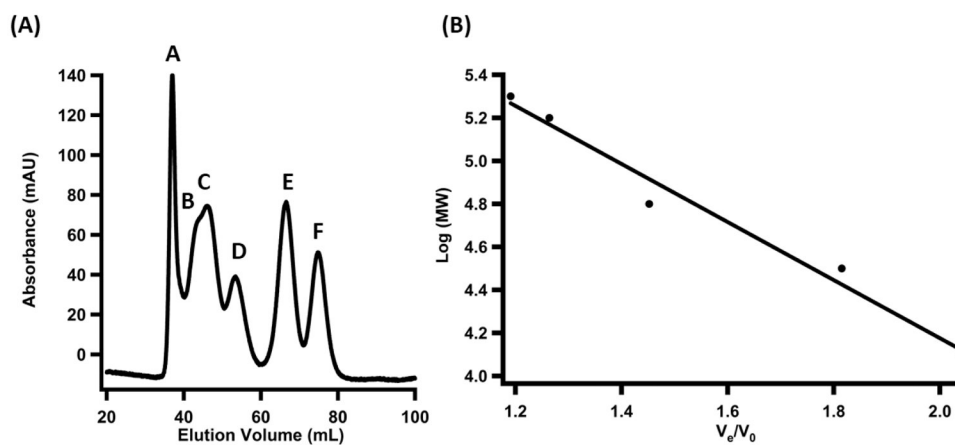 (A)
A
B
C
D
E
F
140
120
100
80
60
40
20
0
Absorbance (mAU)
20
40
60
80
100
Elution Volume (mL)
(B)
5.4
5.2
5.0
4.8
4.6
4.4
4.2
4.0
Log (MW)
1.2
1.4
1.6
1.8
2.0
Ve/V0